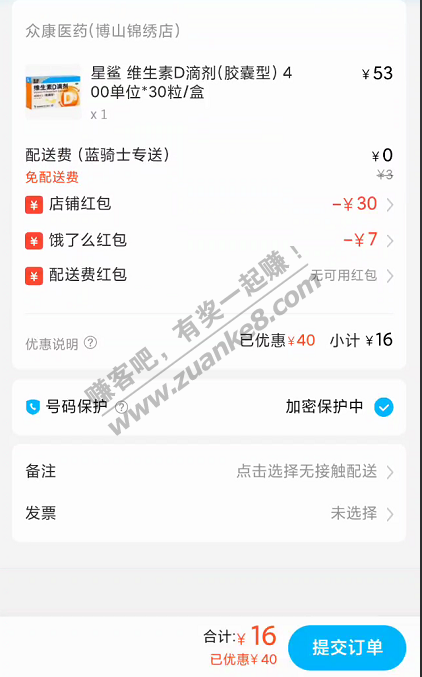 众康医药(博山锦绣店)
星鲨 维生素D滴剂(胶囊型) 4
00单位*30粒/盒
¥53
x 1
维生素D滴剂
配送费 (蓝骑士专送)
¥0
免配送费
¥3
¥ 店铺红包
-¥30
¥ 饿了么红包
-¥7
¥ 配送费红包
无可用红包
优惠说明 ?
已优惠¥40 小计 ¥16
号码保护 ?
加密保护中
备注
点击选择无接触配送
发票
未选择
合计:¥16
已优惠¥40
提交订单
赚客吧,有奖一起赚!
www.zuanke8.com